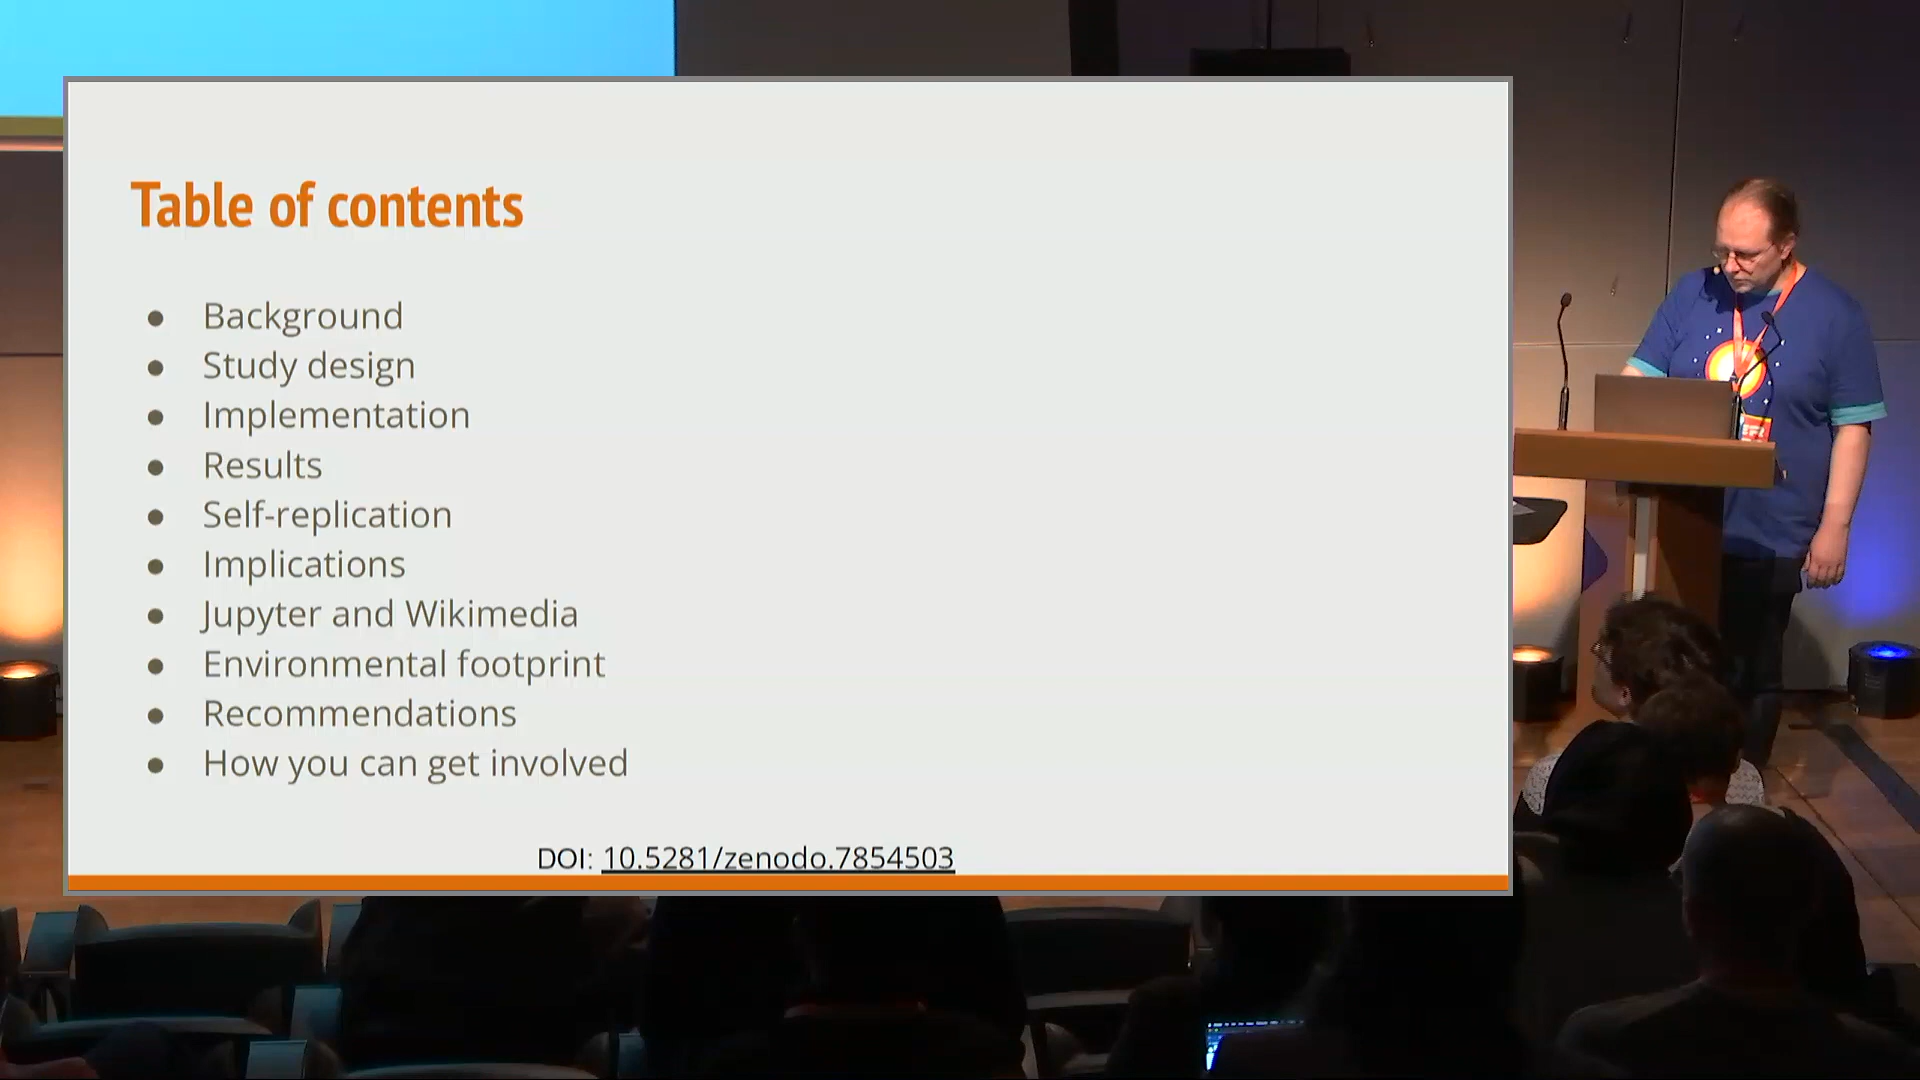 Table of contents
● Background
● Study design
● Implementation
● Results
● Self-replication
● Implications
● Jupyter and Wikimedia
● Environmental footprint
● Recommendations
● How you can get involved
DOI: 10.5281/zenodo.7854503